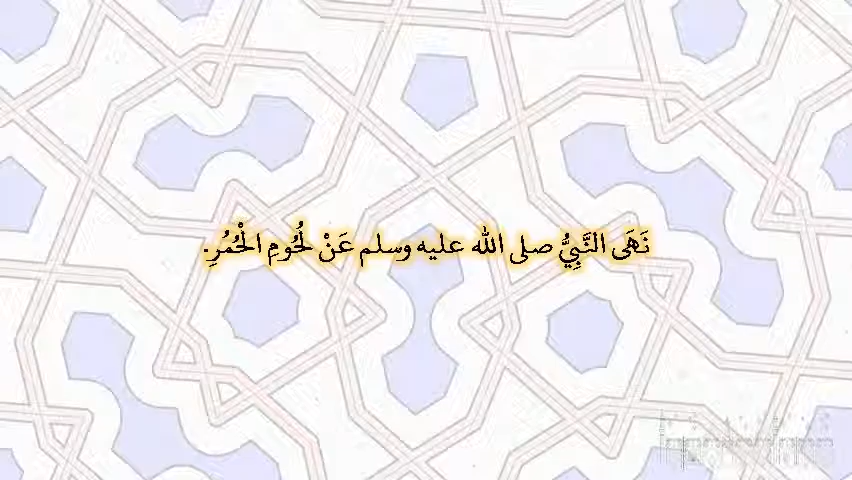 نَهَى النَّبِيُّ صلى الله عليه وسلم عَنْ لُحُومِ الْحُمُرِ.